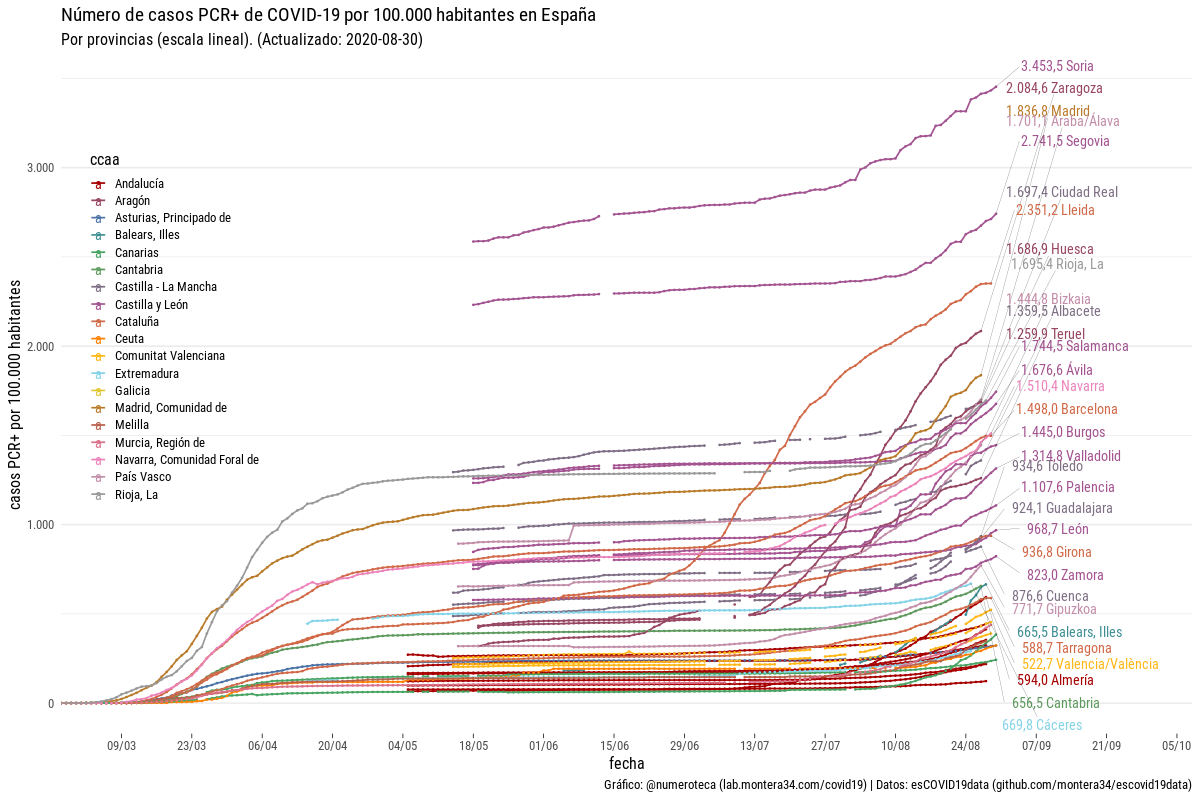 Número de casos PCR+ de COVID-19 por 100.000 habitantes en España
Por provincias (escala lineal). (Actualizado: 2020-08-30)
casos PCR+ por 100.000 habitantes
3.000
2.000
1.000
0
ccaa
Andalucía
Aragón
Asturias, Principado de
Balears, Illes
Canarias
Cantabria
Castilla - La Mancha
Castilla y León
Cataluña
Ceuta
Comunitat Valenciana
Extremadura
Galicia
Madrid, Comunidad de
Melilla
Murcia, Región de
Navarra, Comunidad Foral de
País Vasco
Rioja, La
3.453,5 Soria
2.084,6 Zaragoza
1.836,8 Madrid
1.701,1 Araba/Álava
2.741,5 Segovia
1.697,4 Ciudad Real
2.351,2 Lleida
1.686,9 Huesca
1.695,4 Rioja, La
1.444,8 Bizkaia
1.359,5 Albacete
1.259,9 Teruel
1.744,5 Salamanca
1.676,6 Ávila
1.510,4 Navarra
1.498,0 Barcelona
1.445,0 Burgos
1.314,8 Valladolid
934,6 Toledo
1.107,6 Palencia
924,1 Guadalajara
968,7 León
936,8 Girona
823,0 Zamora
876,6 Cuenca
771,7 Gipuzkoa
665,5 Balears, Illes
588,7 Tarragona
522,7 Valencia/València
594,0 Almería
656,5 Cantabria
669,8 Cáceres
09/03 23/03 06/04 20/04 04/05 18/05 01/06 15/06 29/06 13/07 27/07 10/08 24/08 07/09 21/09 05/10
fecha
Gráfico: @numeroteca (lab.montera34.com/covid19) | Datos: esCOVID19data (github.com/montera34/escovid19data)